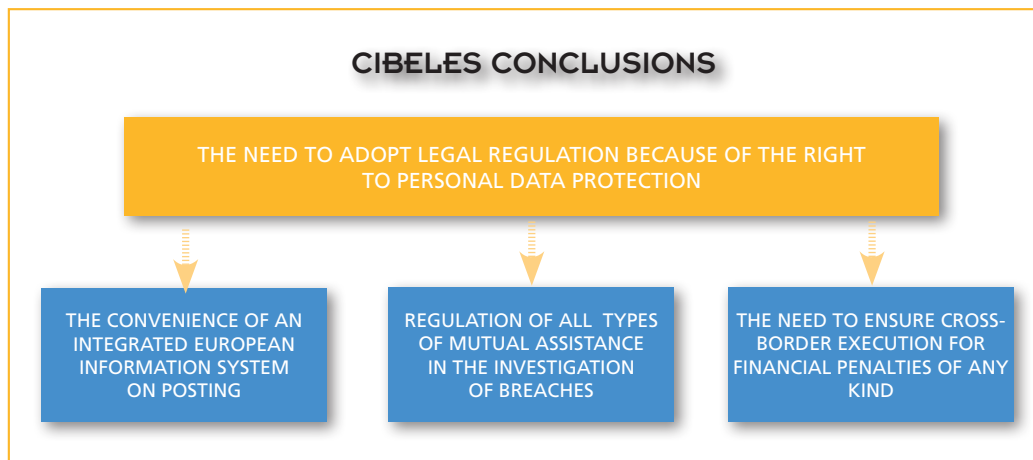 CIBELES CONCLUSIONS
THE NEED TO ADOPT LEGAL REGULATION BECAUSE OF THE RIGHT
TO PERSONAL DATA PROTECTION
THE CONVENIENCE OF AN
INTEGRATED EUROPEAN
INFORMATION SYSTEM
ON POSTING
REGULATION OF ALL TYPES
OF MUTUAL ASSISTANCE
IN THE INVESTIGATION
OF BREACHES
THE NEED TO ENSURE CROSS-
BORDER EXECUTION FOR
FINANCIAL PENALTIES OF ANY
KIND